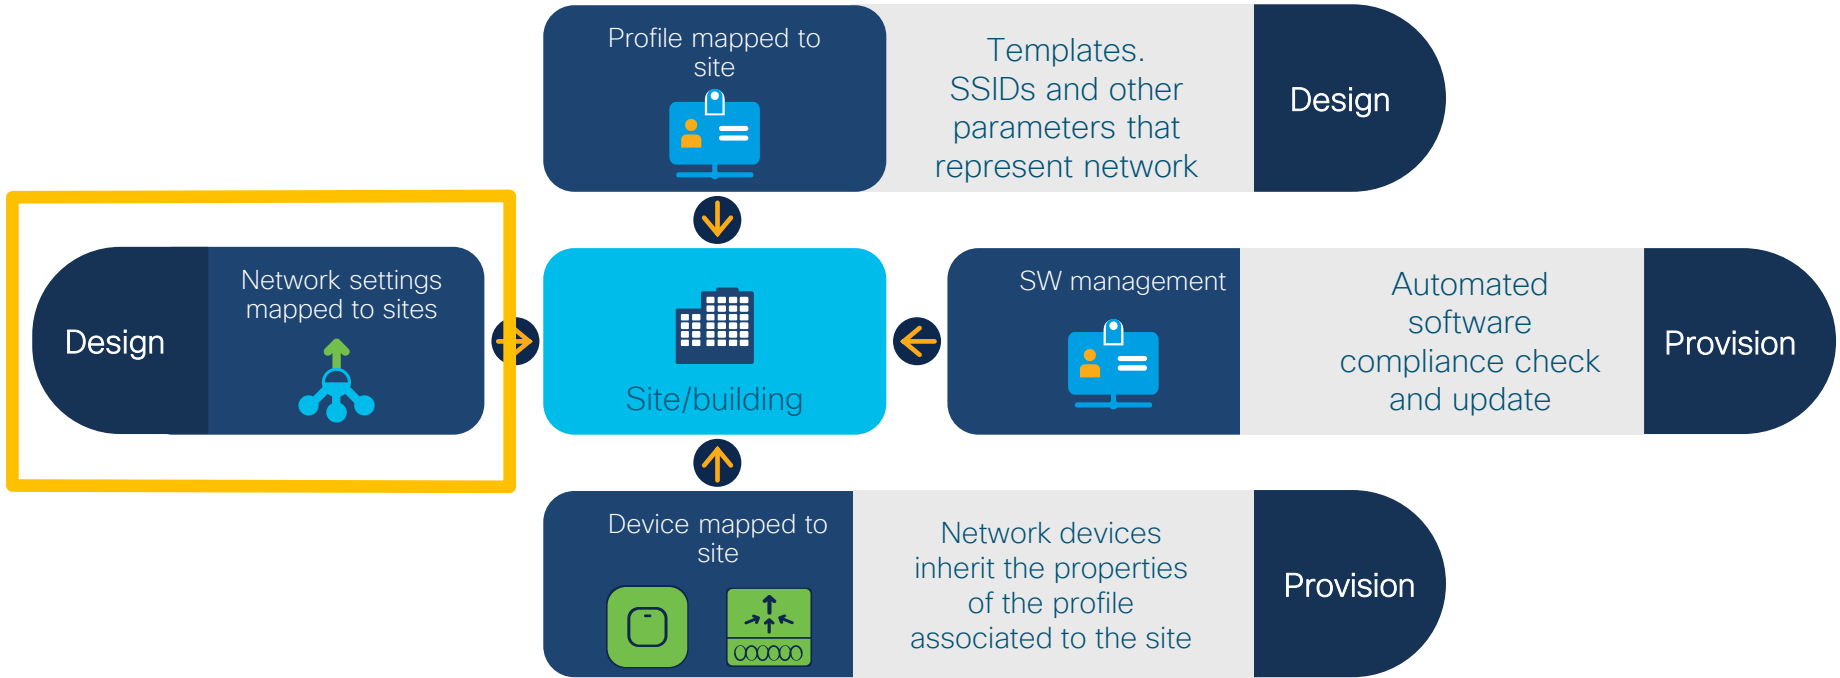 Profile mapped to
site
Templates.
SSIDs and other
parameters that
represent network
Design
Design
Network settings
mapped to sites
Site/building
SW management
Automated
software
compliance check
and update
Provision
Device mapped to
site
Network devices
inherit the properties
of the profile
associated to the site
Provision